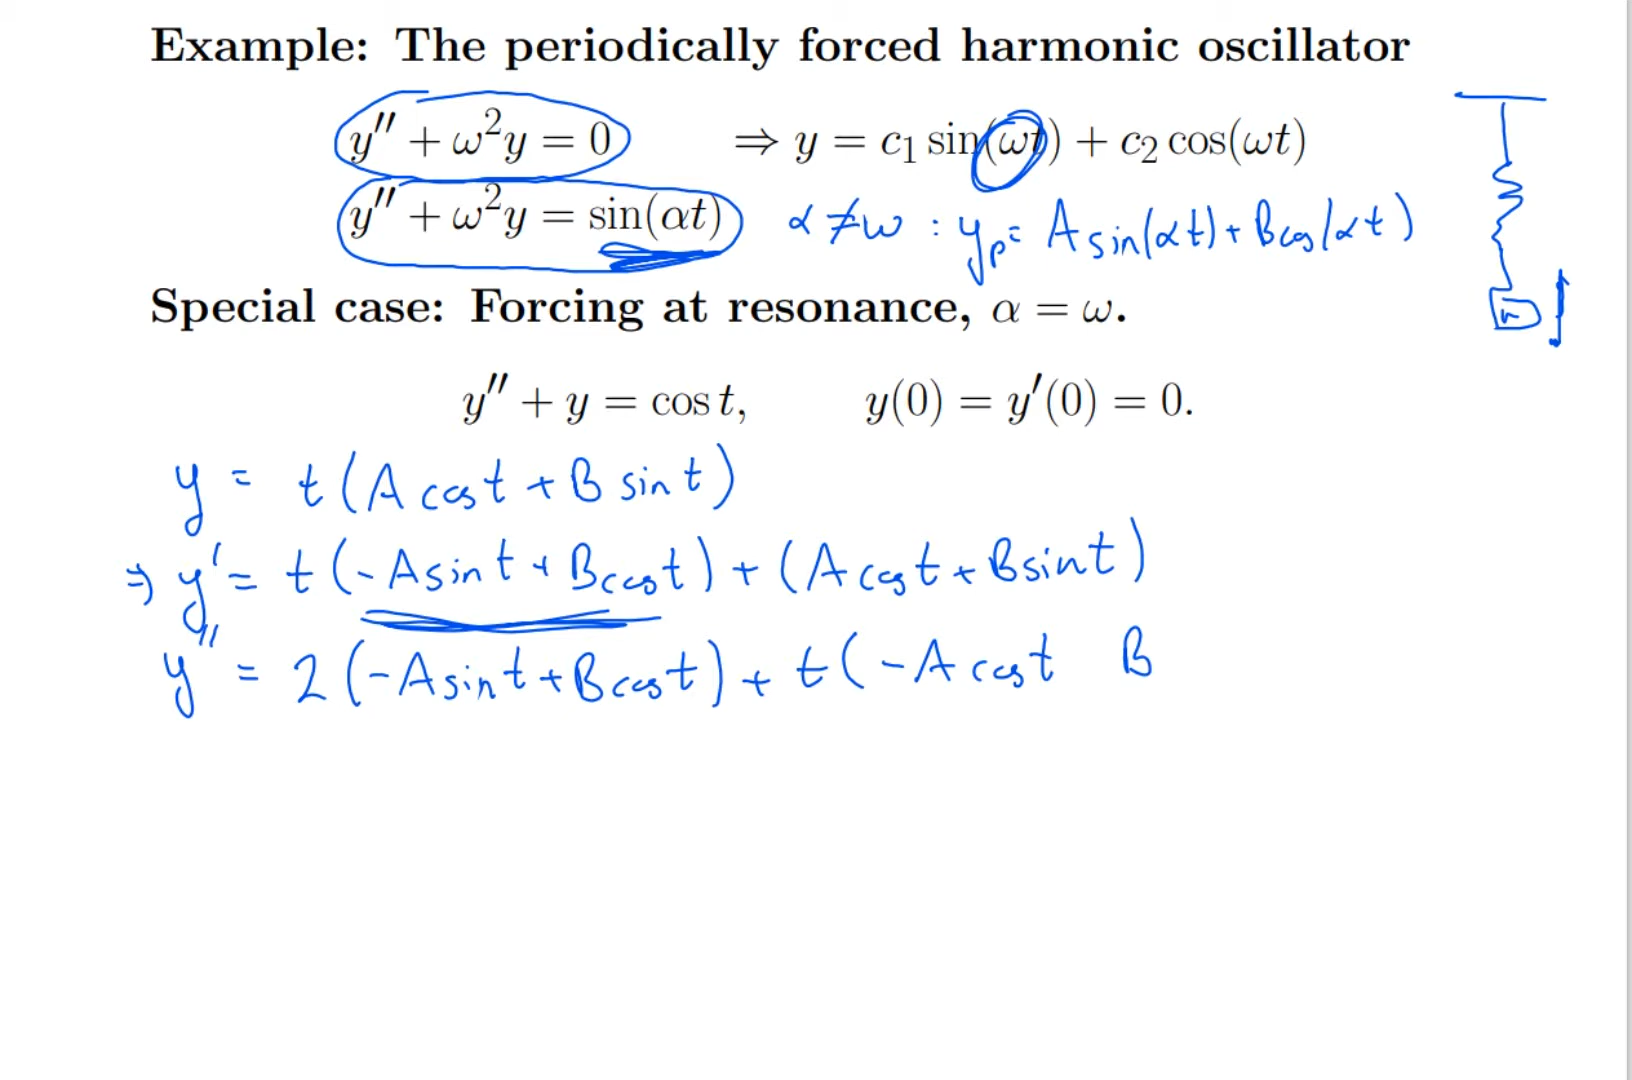 Example: The periodically forced harmonic oscillator
y″ + ω²y = 0 ⇒ y = c₁ sin(ωt) + c₂ cos(ωt)
y″ + ω²y = sin(αt) α ≠ ω : yₚ = A sin(αt) + B cos(αt)
m
Special case: Forcing at resonance, α = ω.
y″ + y = cos t, y(0) = y′(0) = 0.
y = t(A cos t + B sin t)
⇒ y′ = t(-A sin t + B cos t) + (A cos t + B sin t)
y″ = 2(-A sin t + B cos t) + t(-A cos t B